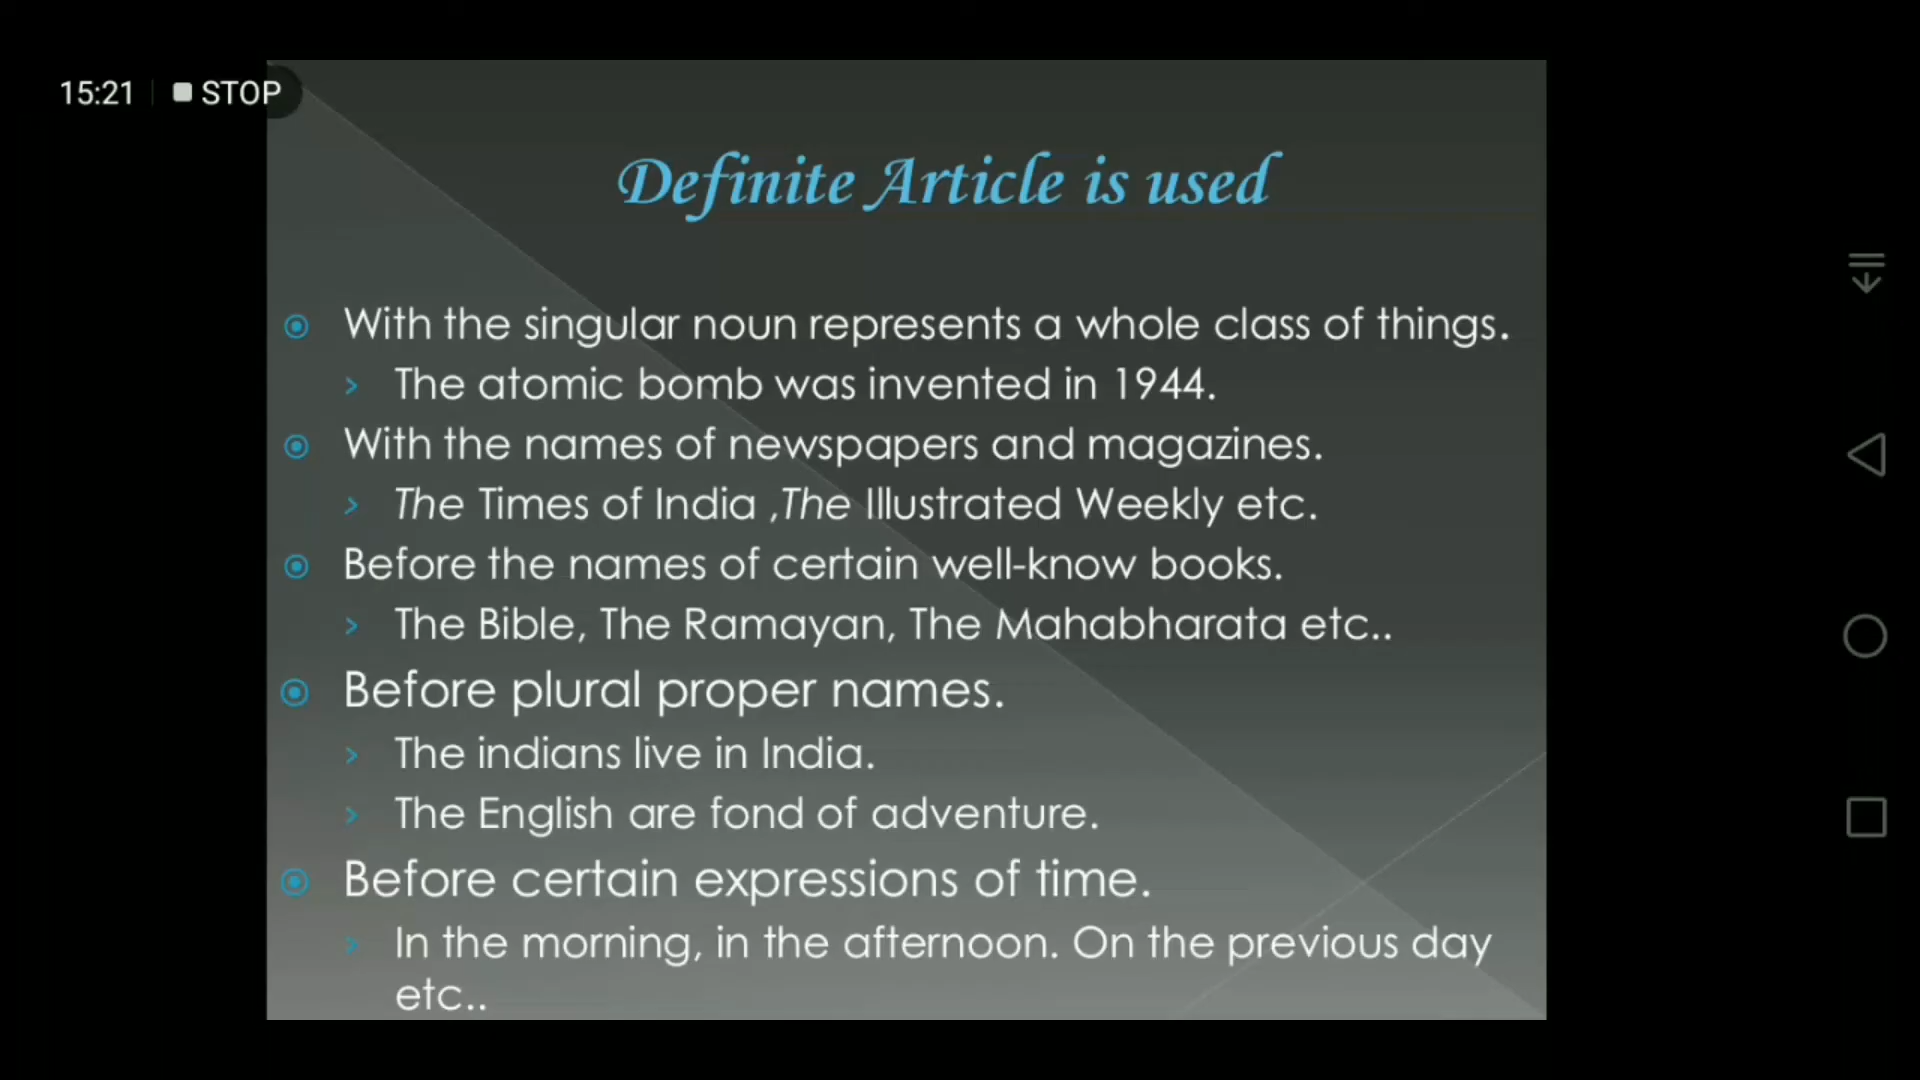 15:21 STOP
Definite Article is used
With the singular noun represents a whole class of things.
The atomic bomb was invented in 1944.
With the names of newspapers and magazines.
The Times of India ,The Illustrated Weekly etc.
Before the names of certain well-know books.
The Bible, The Ramayan, The Mahabharata etc..
Before plural proper names.
The indians live in India.
The English are fond of adventure.
Before certain expressions of time.
In the morning, in the afternoon. On the previous day
etc..